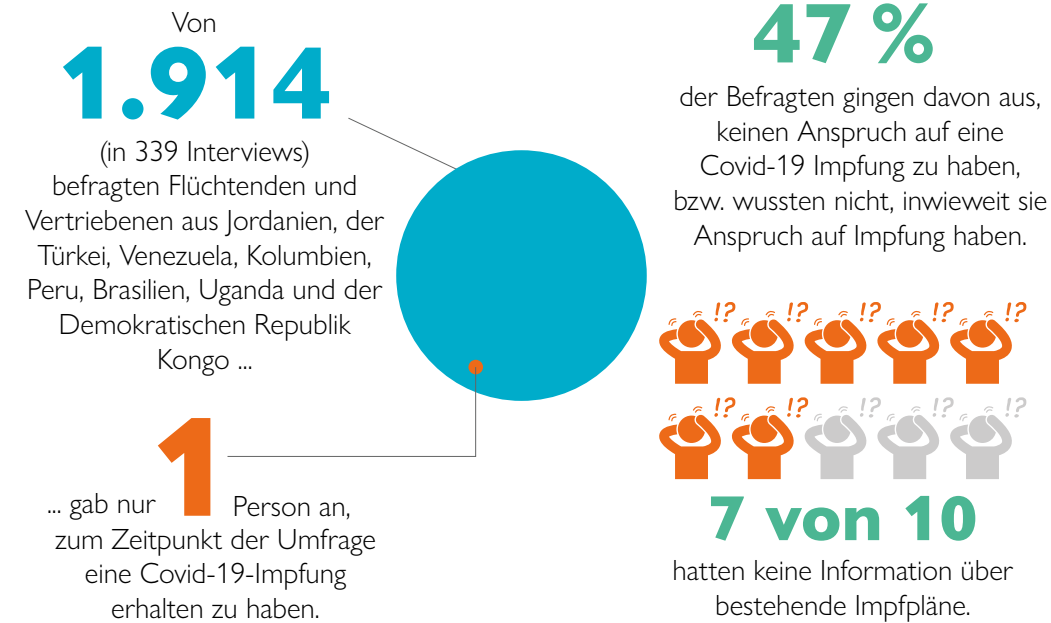 Von
1.914
(in 339 Interviews)
befragten Flüchtenden und
Vertriebenen aus Jordanien, der
Türkei, Venezuela, Kolumbien,
Peru, Brasilien, Uganda und der
Demokratischen Republik
Kongo ...
... gab nur 1 Person an,
zum Zeitpunkt der Umfrage
eine Covid-19-Impfung
erhalten zu haben.
47 %
der Befragten gingen davon aus,
keinen Anspruch auf eine
Covid-19 Impfung zu haben,
bzw. wussten nicht, inwieweit sie
Anspruch auf Impfung haben.
!? !? !? !? !?
!? !? !? !? !?
7 von 10
hatten keine Information über
bestehende Impfpläne.